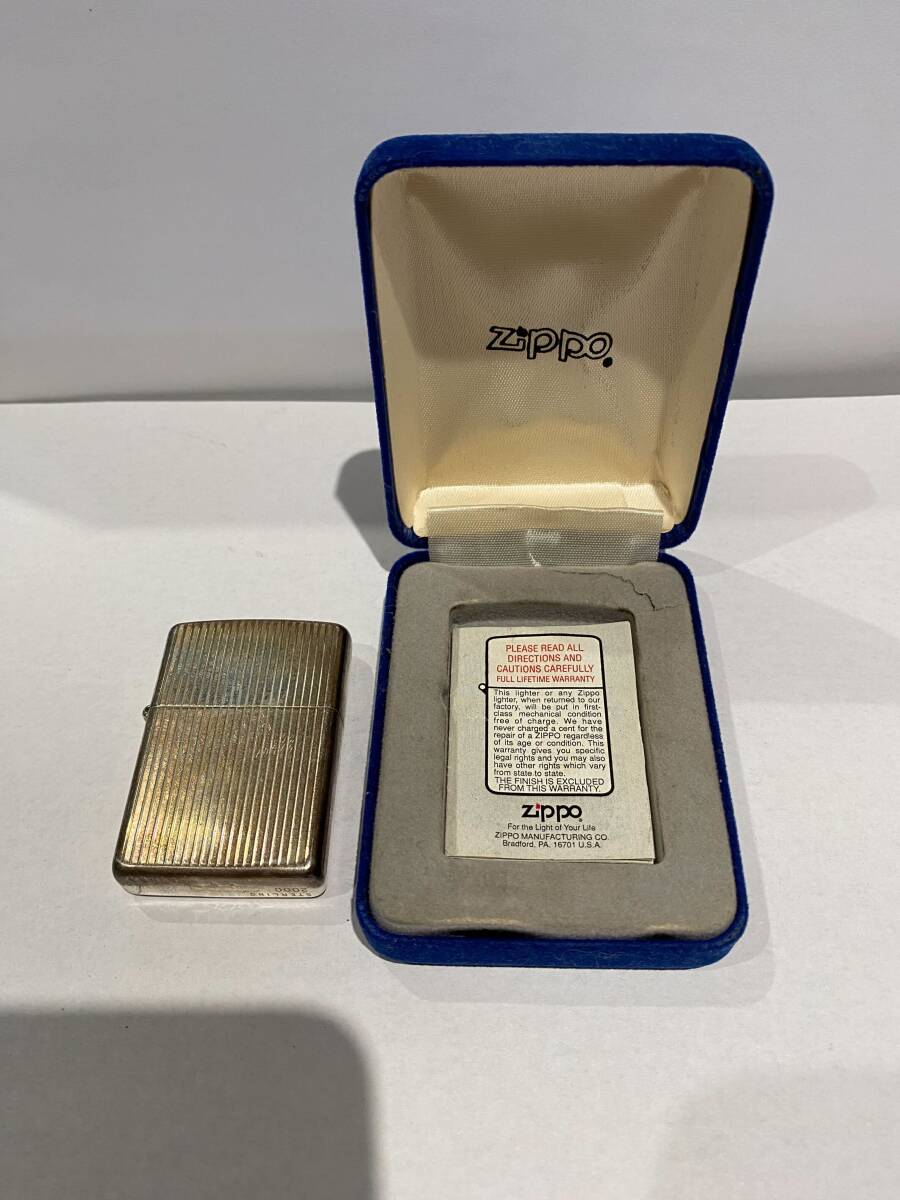 Zippo
PLEASE READ ALL
DIRECTIONS AND
CAUTIONS CAREFULLY
FULL LIFETIME WARRANTY
This lighter or any Zippo
lighter, when returned to our
factory, will be put in first-
class mechanical condition
free of charge. We have
never charged a cent for the
repair of a ZIPPO regardless
of its age or condition. This
warranty gives you specific
legal rights and you may also
have other rights which vary
from state to state.
THE FINISH IS EXCLUDED
FROM THIS WARRANTY.
Zippo
For the Light of Your Life
ZIPPO MANUFACTURING CO.
Bradford, PA. 16701 U.S.A.
STERLING
2000